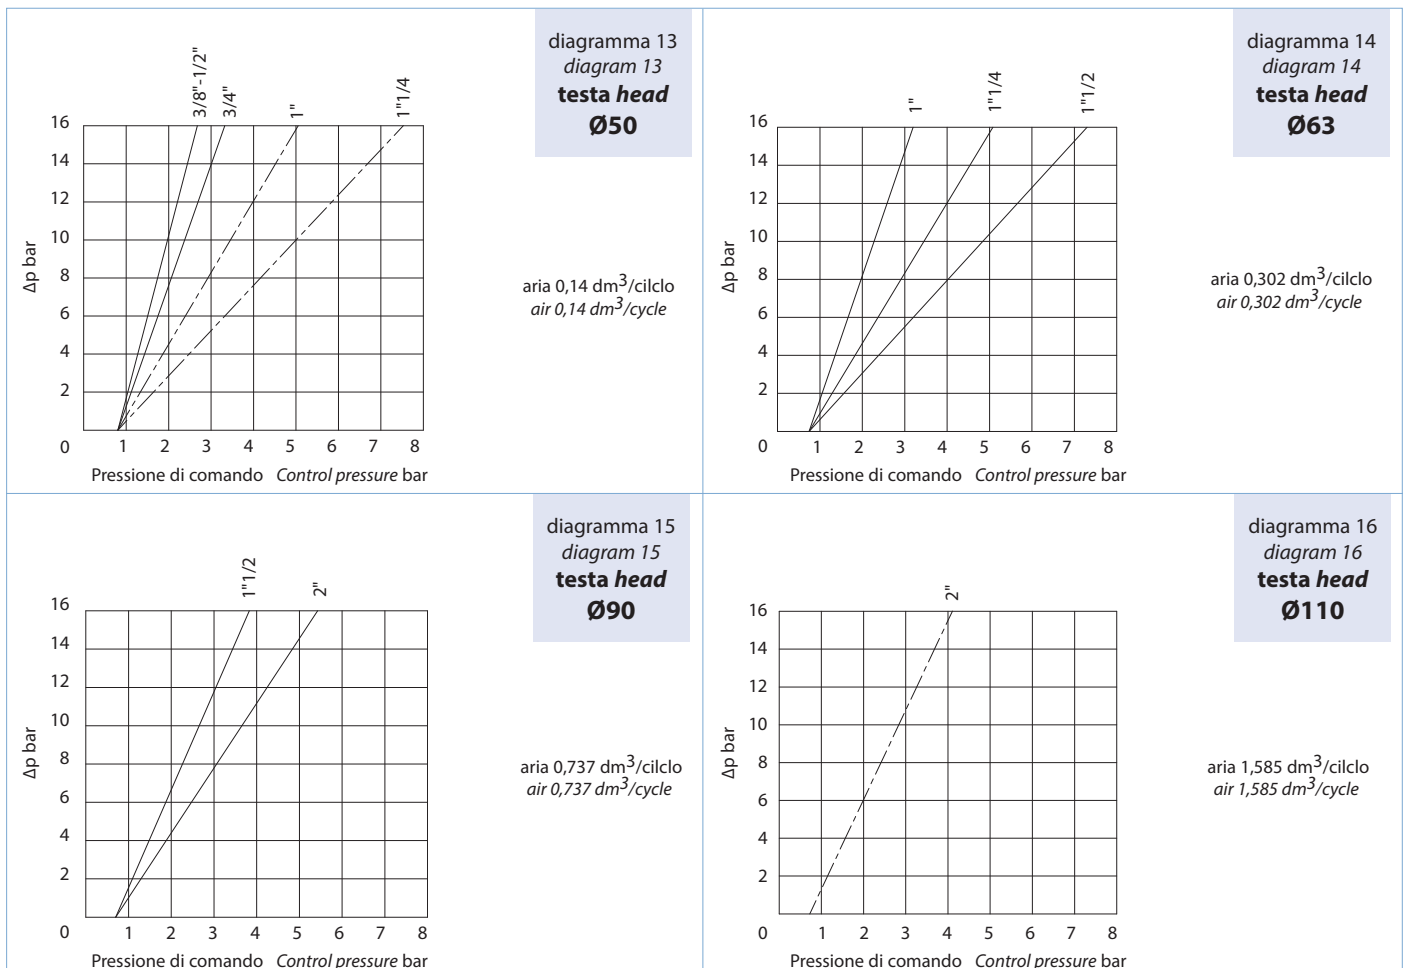 diagramma 13
diagram 13
testa head
Ø50
3/8"-1/2"
3/4"
1"
1"1/4
16
14
12
10
8
6
4
2
0
Δp bar
1 2 3 4 5 6 7 8
Pressione di comando Control pressure bar
aria 0,14 dm³/cilclo
air 0,14 dm³/cycle
diagramma 14
diagram 14
testa head
Ø63
1"
1"1/4
1"1/2
16
14
12
10
8
6
4
2
0
Δp bar
1 2 3 4 5 6 7 8
Pressione di comando Control pressure bar
aria 0,302 dm³/cilclo
air 0,302 dm³/cycle
diagramma 15
diagram 15
testa head
Ø90
1"1/2
2"
16
14
12
10
8
6
4
2
0
Δp bar
1 2 3 4 5 6 7 8
Pressione di comando Control pressure bar
aria 0,737 dm³/cilclo
air 0,737 dm³/cycle
diagramma 16
diagram 16
testa head
Ø110
2"
16
14
12
10
8
6
4
2
0
Δp bar
1 2 3 4 5 6 7 8
Pressione di comando Control pressure bar
aria 1,585 dm³/cilclo
air 1,585 dm³/cycle